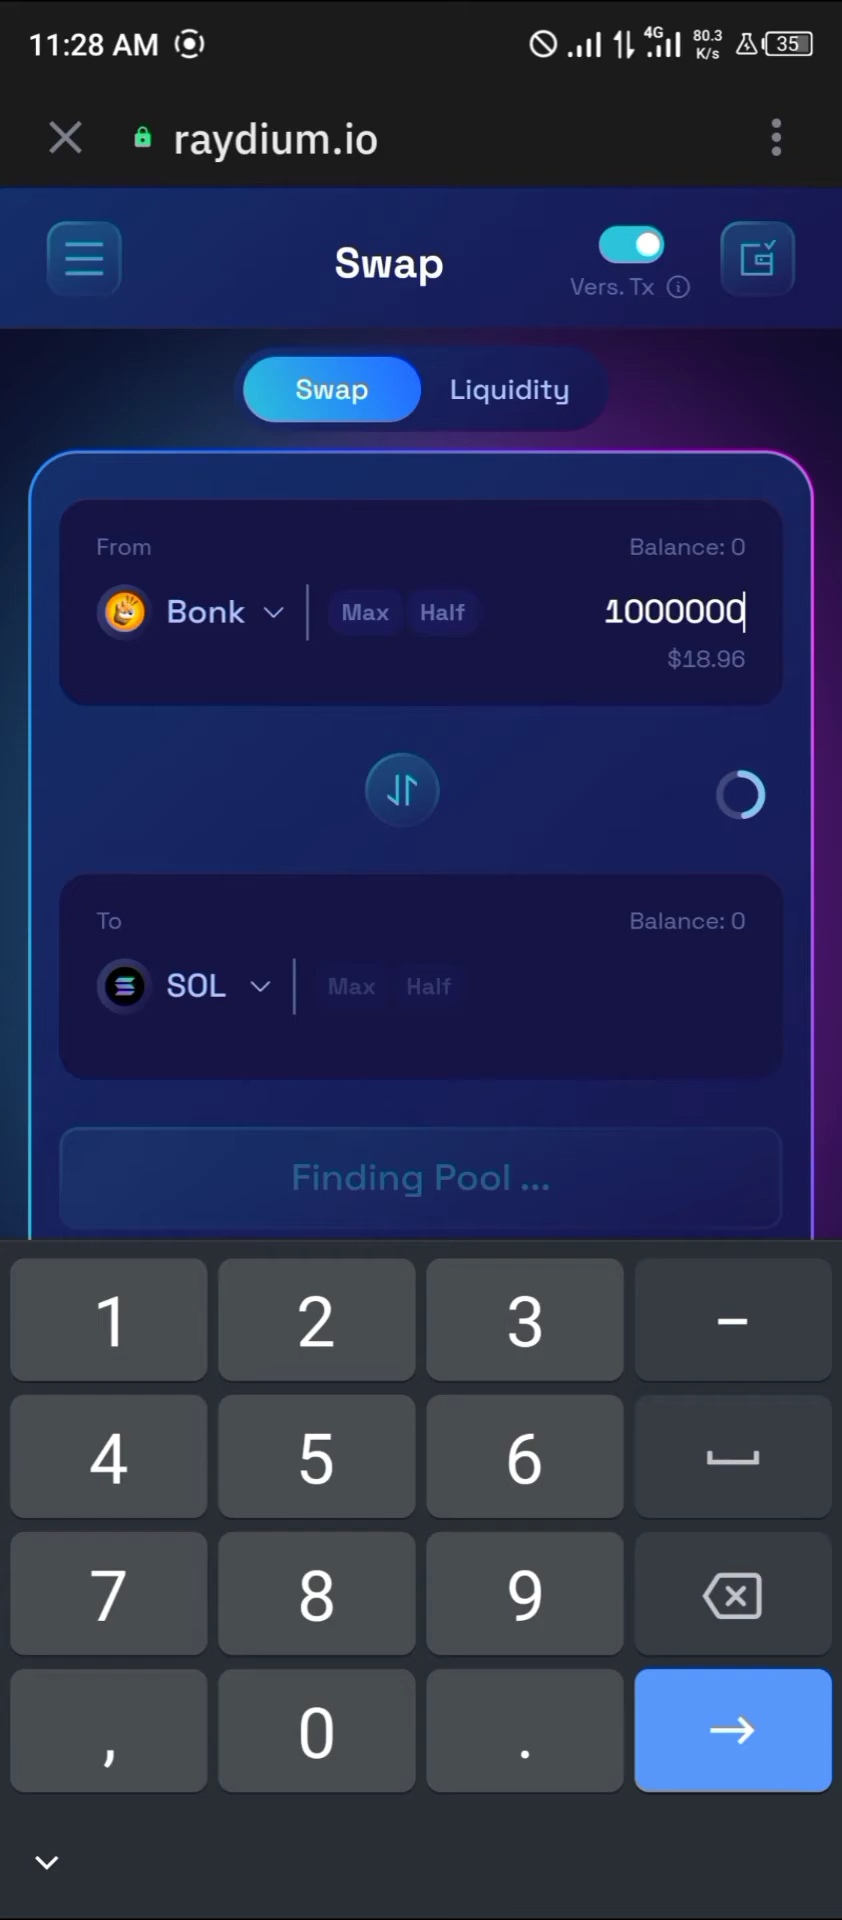 11:28 AM 4G 80.3 K/s 35
raydium.io
Swap
Vers. Tx
Swap Liquidity
From Balance: 0
Bonk Max Half 1000000
$18.96
To Balance: 0
SOL Max Half
Finding Pool ...
1 2 3 -
4 5 6
7 8 9
, 0 .